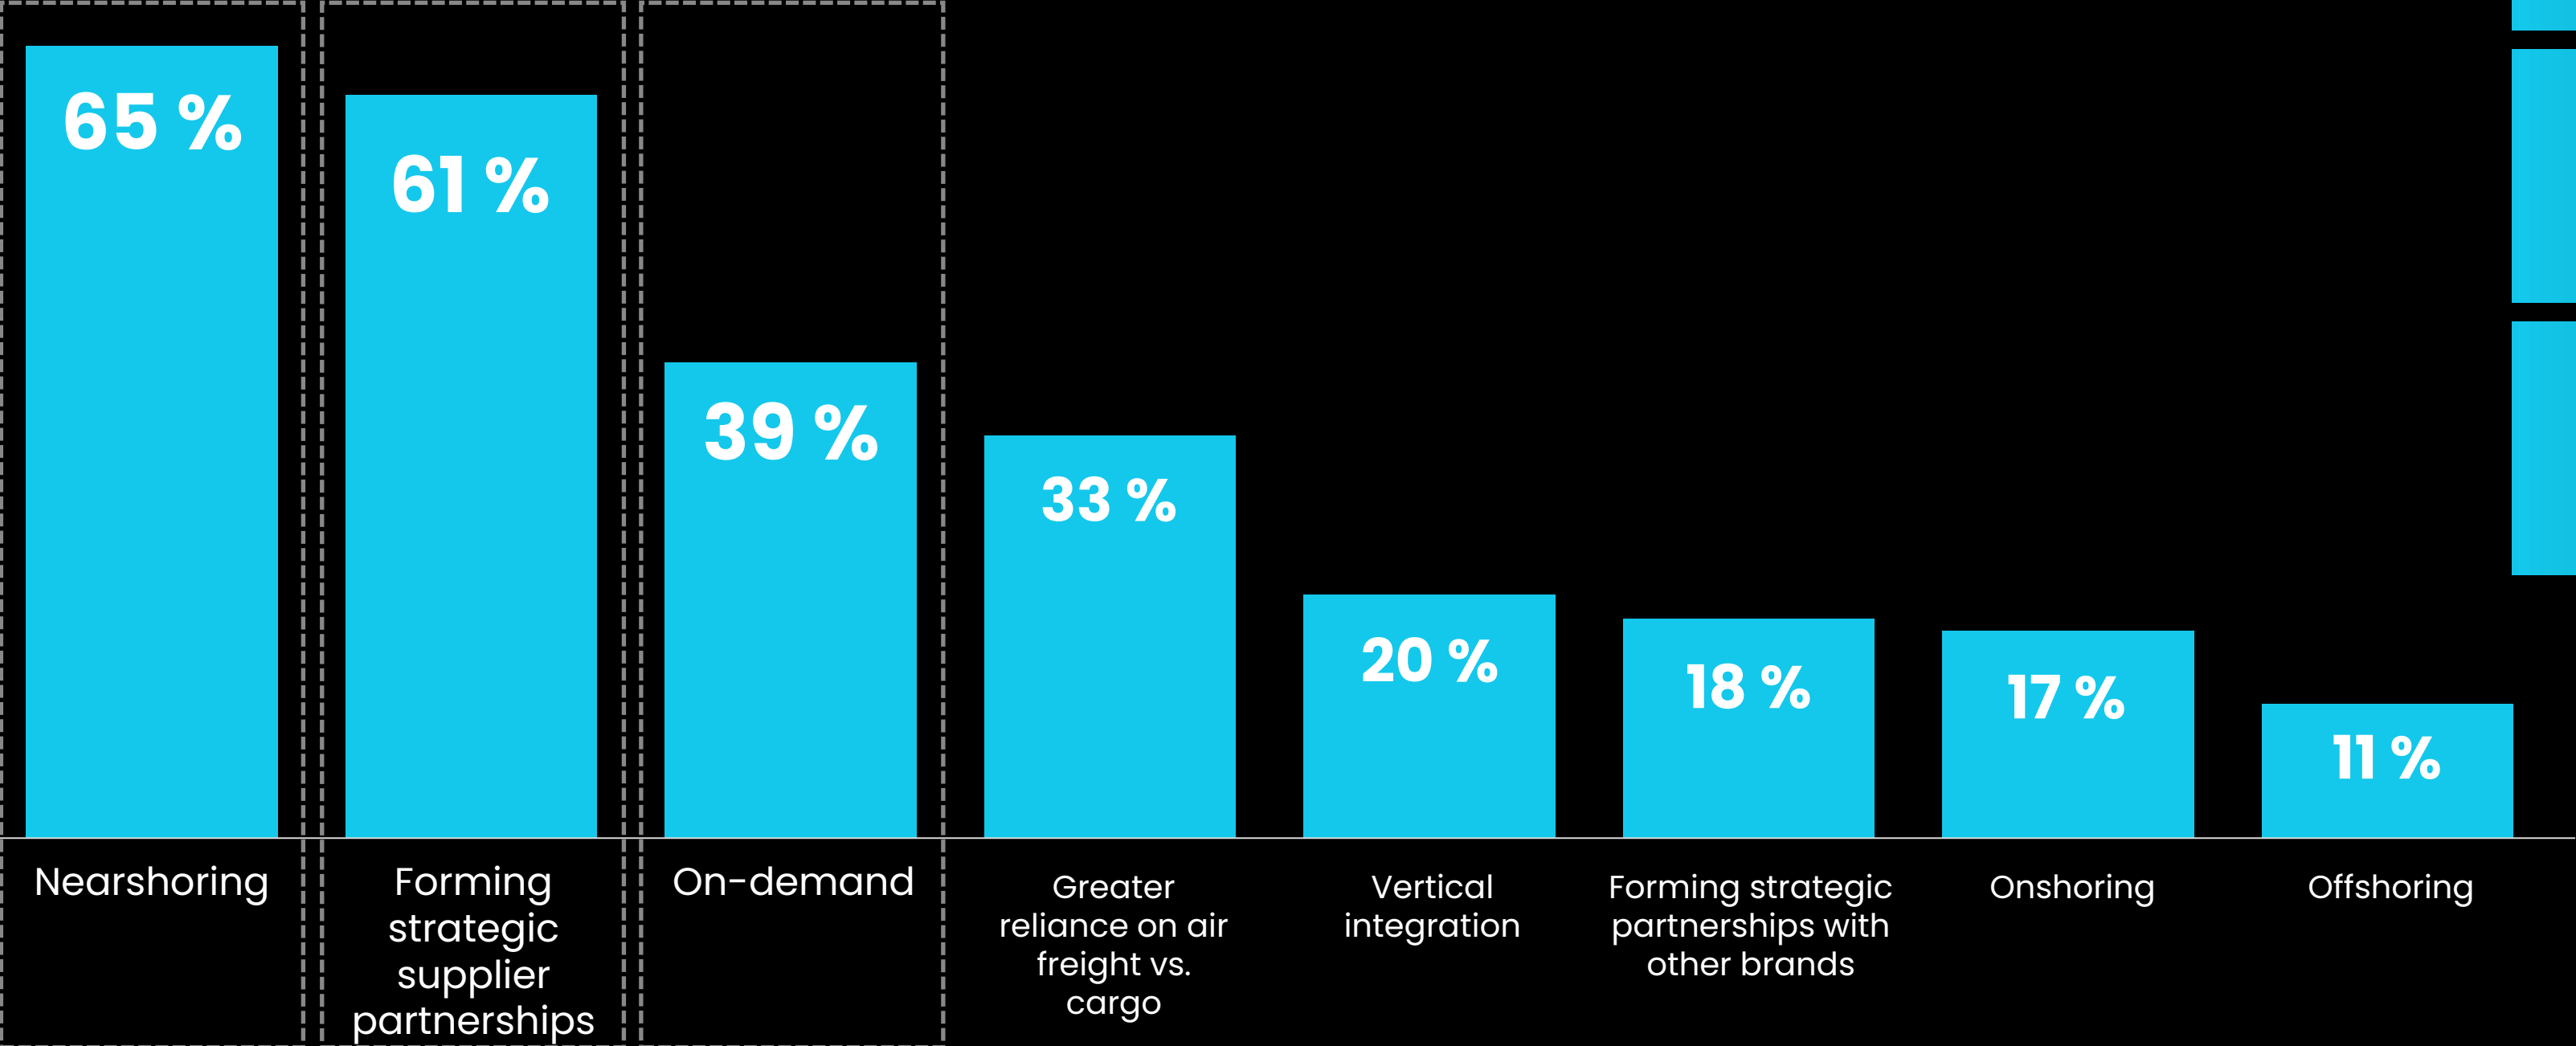 65 %
61 %
39 %
33 %
20 %
18 %
17 %
11 %
Nearshoring
Forming
strategic
supplier
partnerships
On-demand
Greater
reliance on air
freight vs.
cargo
Vertical
integration
Forming strategic
partnerships with
other brands
Onshoring
Offshoring